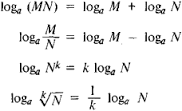 logₐ (MN) = logₐ M + logₐ N
logₐ M/N = logₐ M − logₐ N
logₐ Nᵏ = k logₐ N
logₐ ᵏ√N = 1/k logₐ N